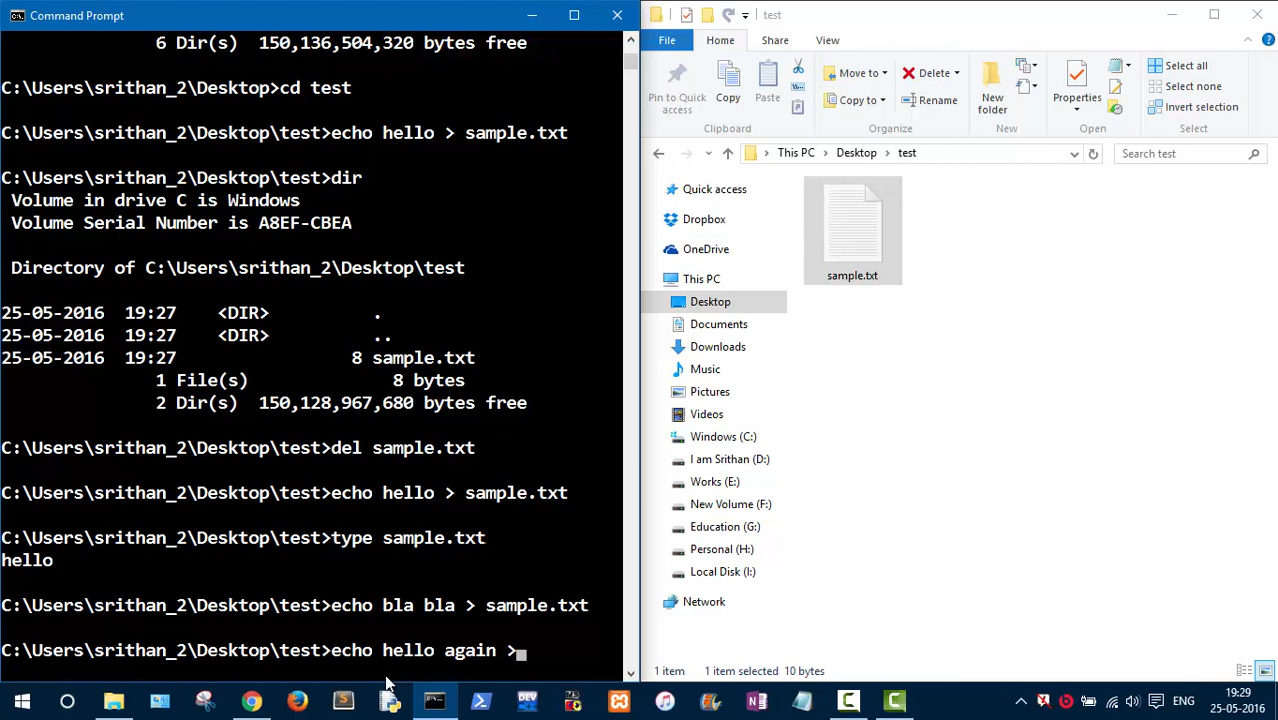 Command Prompt
6 Dir(s)  150,136,504,320 bytes free
C:\Users\srithan_2\Desktop>cd test
C:\Users\srithan_2\Desktop\test>echo hello > sample.txt
C:\Users\srithan_2\Desktop\test>dir
Volume in drive C is Windows
Volume Serial Number is A8EF-CBEA
Directory of C:\Users\srithan_2\Desktop\test
25-05-2016  19:27    <DIR>          .
25-05-2016  19:27    <DIR>          ..
25-05-2016  19:27                 8 sample.txt
1 File(s)              8 bytes
2 Dir(s)  150,128,967,680 bytes free
C:\Users\srithan_2\Desktop\test>del sample.txt
C:\Users\srithan_2\Desktop\test>echo hello > sample.txt
C:\Users\srithan_2\Desktop\test>type sample.txt
hello
C:\Users\srithan_2\Desktop\test>echo bla bla > sample.txt
C:\Users\srithan_2\Desktop\test>echo hello again >
test
File Home Share View
Pin to Quick access
Copy
Paste
Clipboard
Move to
Copy to
Delete
Rename
Organize
New folder
New
Properties
Open
Select all
Select none
Invert selection
Select
This PC > Desktop > test
Search test
Quick access
Dropbox
OneDrive
This PC
Desktop
Documents
Downloads
Music
Pictures
Videos
Windows (C:)
I am Srithan (D:)
Works (E:)
New Volume (F:)
Education (G:)
Personal (H:)
Local Disk (I:)
Network
sample.txt
1 item 1 item selected 10 bytes
DEV
ENG
19:29
25-05-2016